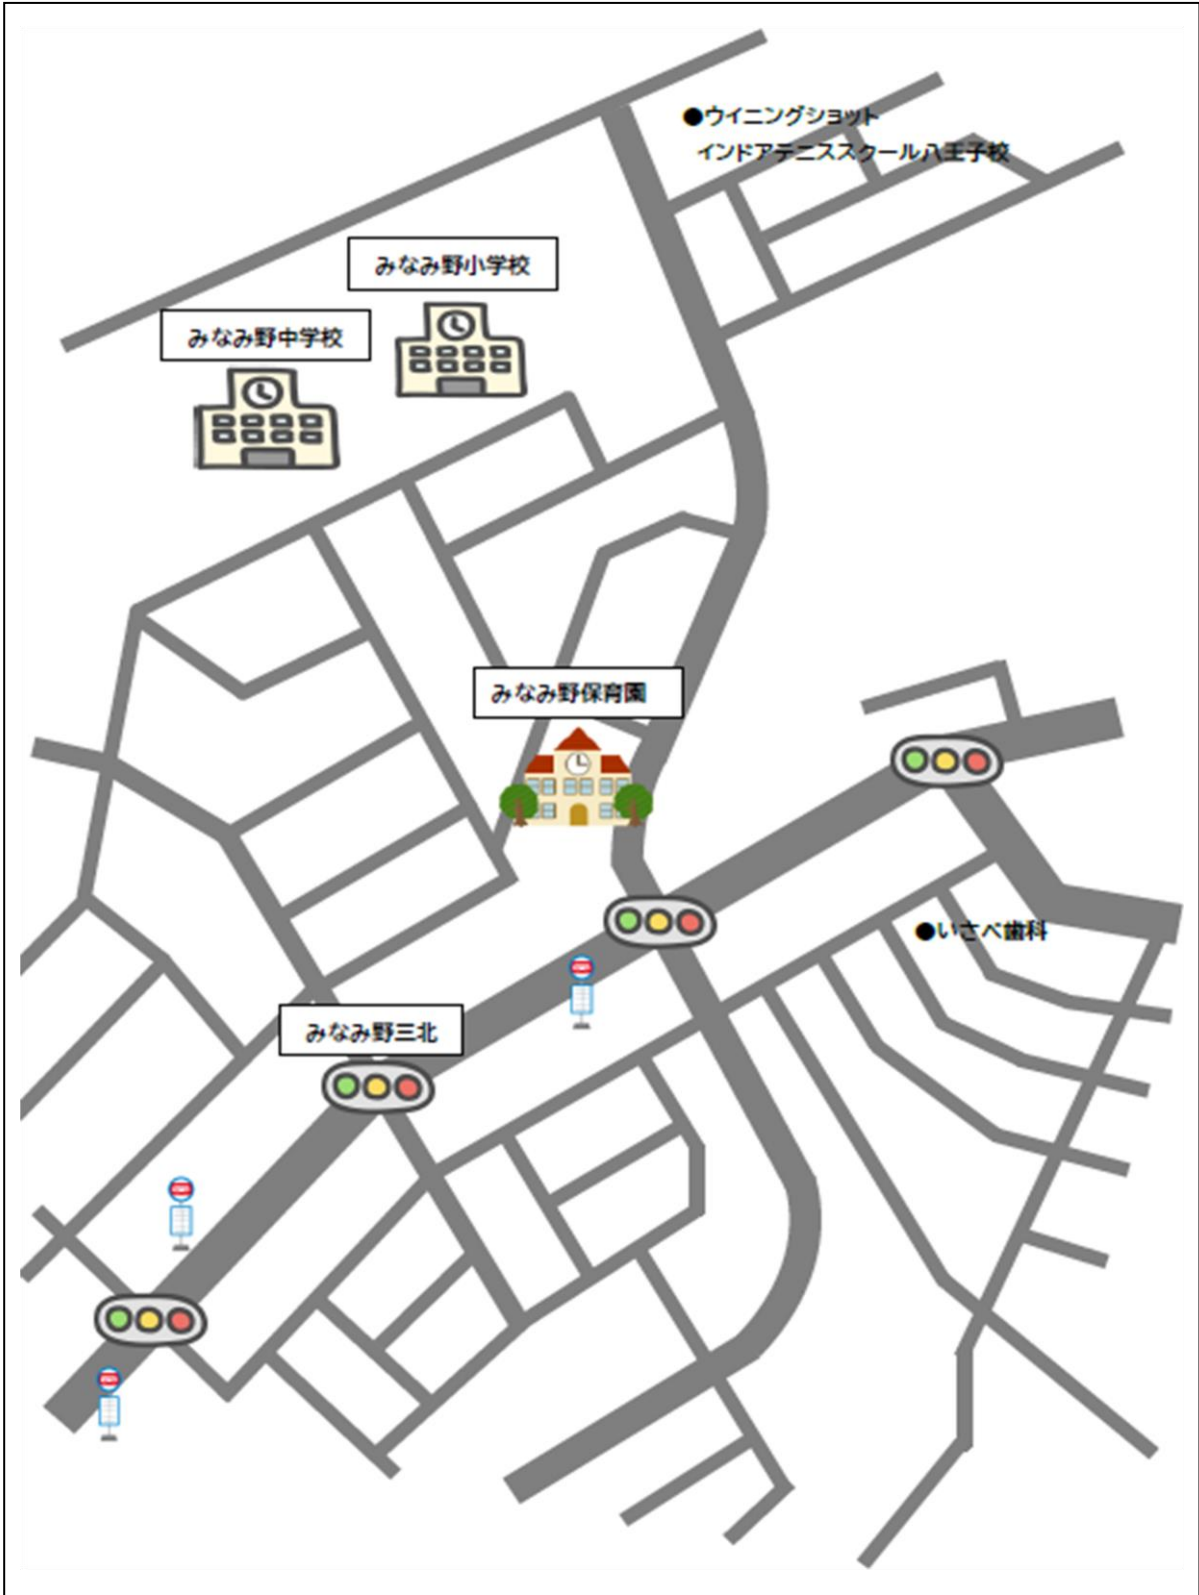 ●ウイニングショット
インドアテニススクール八王子校
みなみ野小学校
みなみ野中学校
みなみ野保育園
●いさべ歯科
みなみ野三北